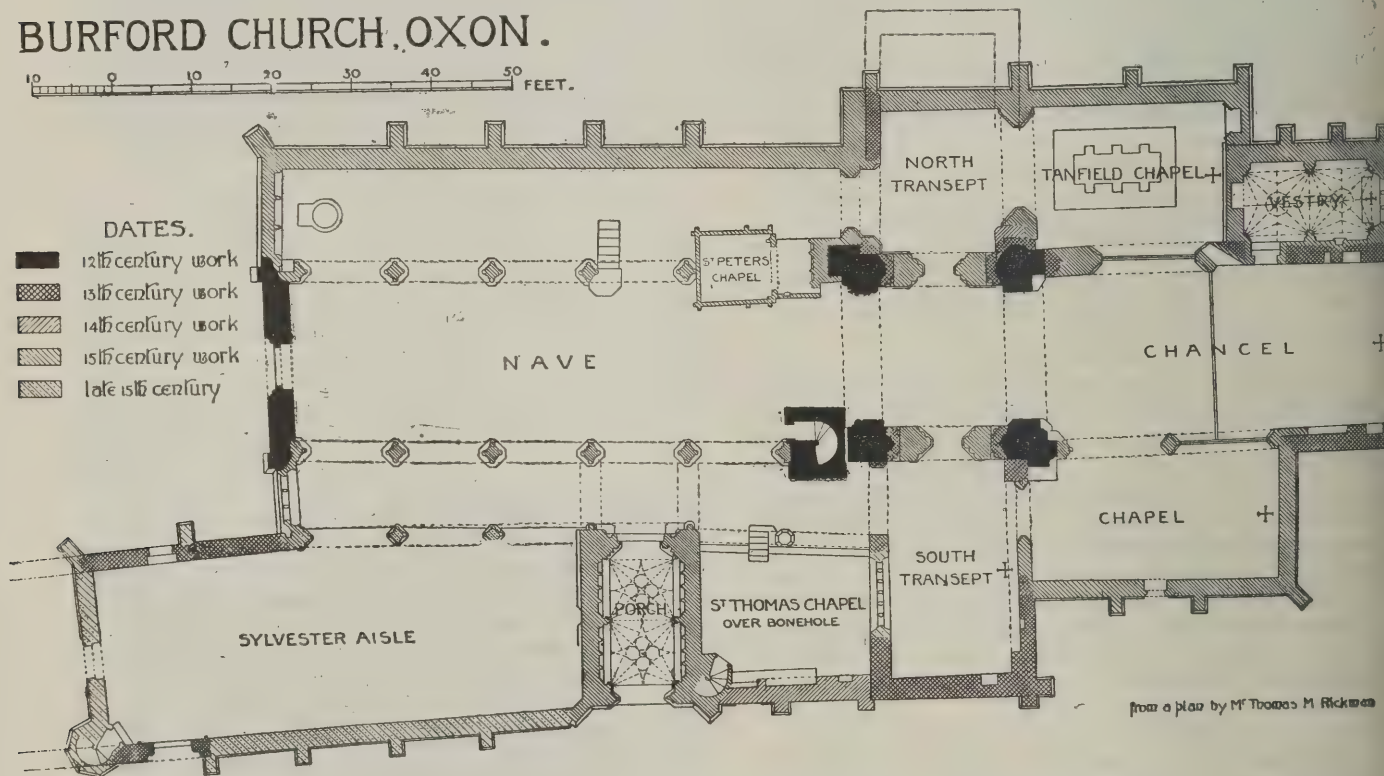 BURFORD CHURCH, OXON.
10 0 10 20 30 40 50 FEET.
DATES.
12th century work
13th century work
14th century work
15th century work
late 15th century
NORTH
TRANSEPT
TANFIELD CHAPEL
VESTRY
ST PETERS
CHAPEL
NAVE
CHANCEL
CHAPEL
SOUTH
TRANSEPT
PORCH
ST THOMAS CHAPEL
OVER BONEHOLE
SYLVESTER AISLE
from a plan by Mr Thomas M Rickman